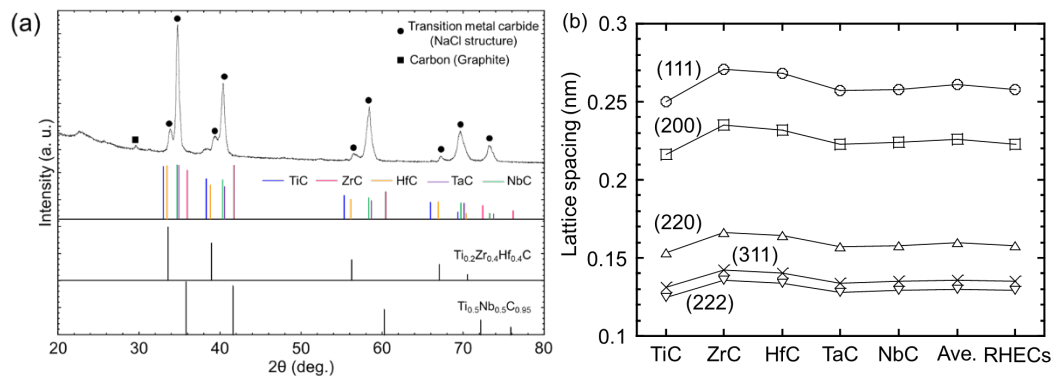 (a)
Intensity (a. u.)
Transition metal carbide
(NaCl structure)
Carbon (Graphite)
TiC ZrC HfC TaC NbC
Ti0.2Zr0.4Hf0.4C
Ti0.5Nb0.5C0.95
20 30 40 50 60 70 80
2θ (deg.)
(b)
Lattice spacing (nm)
0.3
0.25
0.2
0.15
0.1
(111)
(200)
(220)
(311)
(222)
TiC ZrC HfC TaC NbC Ave. RHECs